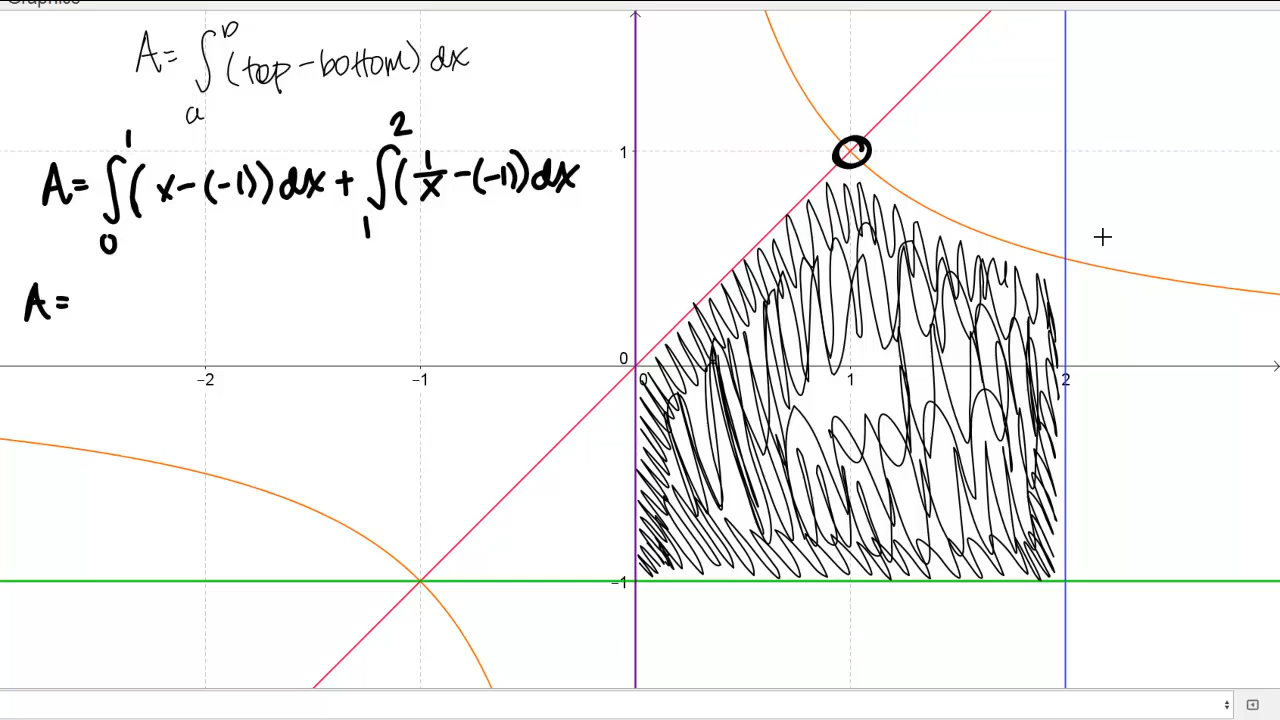 Graphics
A = ∫_a^b (top - bottom) dx
A = ∫_0^1 (x - (-1)) dx + ∫_1^2 (1/x - (-1)) dx
A =
1
0
-2 -1 0 1 2
-1